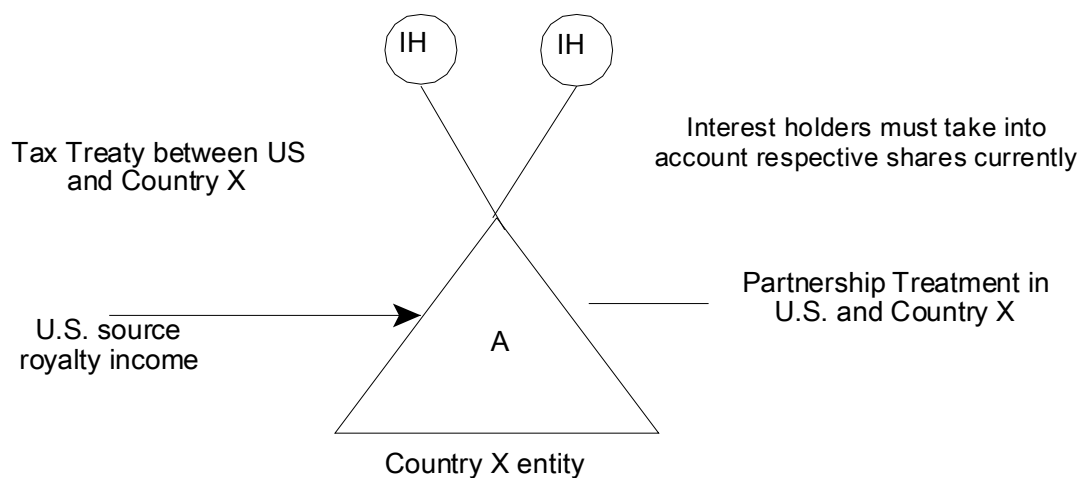 IH
IH
Tax Treaty between US
and Country X
Interest holders must take into
account respective shares currently
Partnership Treatment in
U.S. and Country X
U.S. source
royalty income
A
Country X entity